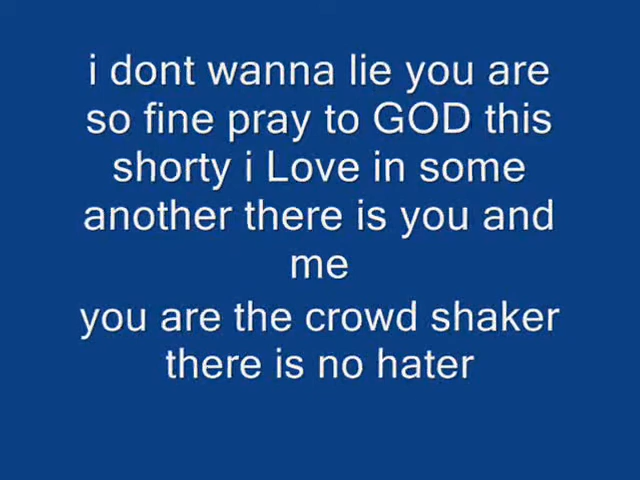 i dont wanna lie you are
so fine pray to GOD this
shorty i Love in some
another there is you and
me
you are the crowd shaker
there is no hater